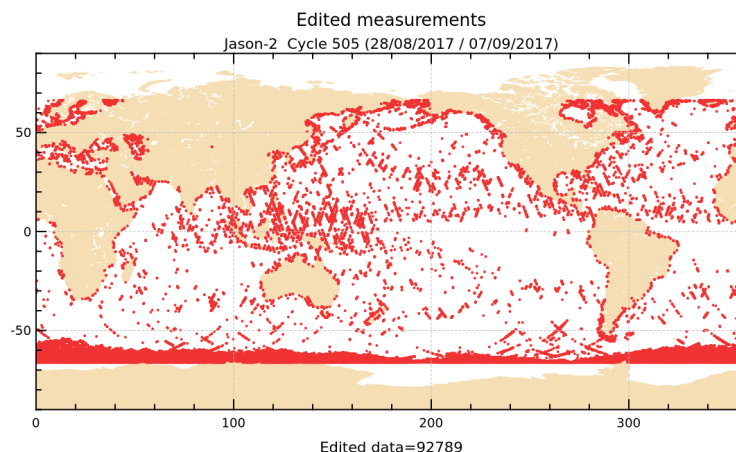 Edited measurements
Jason-2 Cycle 505 (28/08/2017 / 07/09/2017)
50
0
-50
0 100 200 300
Edited data=92789